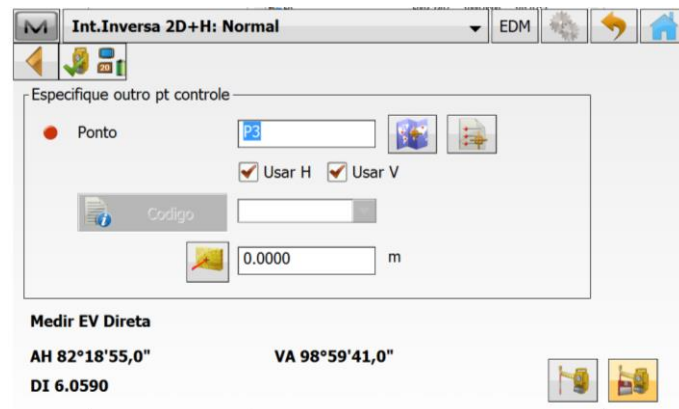 M Int.Inversa 2D+H: Normal EDM
20
Especifique outro pt controle
Ponto P3
Usar H Usar V
Codigo
0.0000 m
Medir EV Direta
AH 82°18'55,0" VA 98°59'41,0"
DI 6.0590